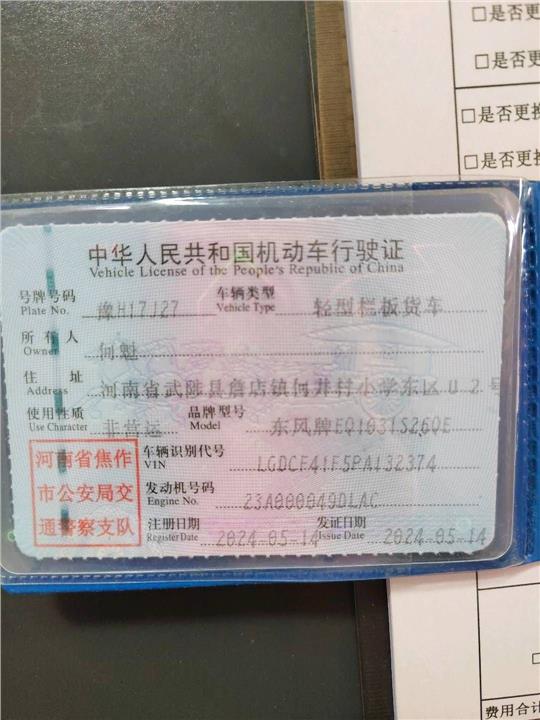 □是否更
□是否更
□是否更换
□是否更换
中华人民共和国机动车行驶证
Vehicle License of the People's Republic of China
号牌号码 豫H17J27 车辆类型 轻型栏板货车
Plate No. Vehicle Type
所有人 何魁
Owner
住址 河南省武陟县詹店镇何井村小学东区U2号
Address
使用性质 非营运 品牌型号 东风牌EQ1031S26QE
Use Character Model
河南省焦作
市公安局交
通警察支队
车辆识别代号 LGDCF41F5PA132374
VIN
发动机号码 23A000049DLAC
Engine No.
注册日期 2024-05-14 发证日期 2024-05-14
Register Date Issue Date
费用合计